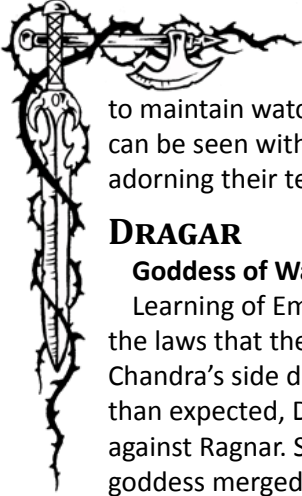 to maintain watc
can be seen with
adorning their te
DRAGAR
Goddess of Wa
Learning of Em
the laws that the
Chandra's side d
than expected, D
against Ragnar. S
goddess merged